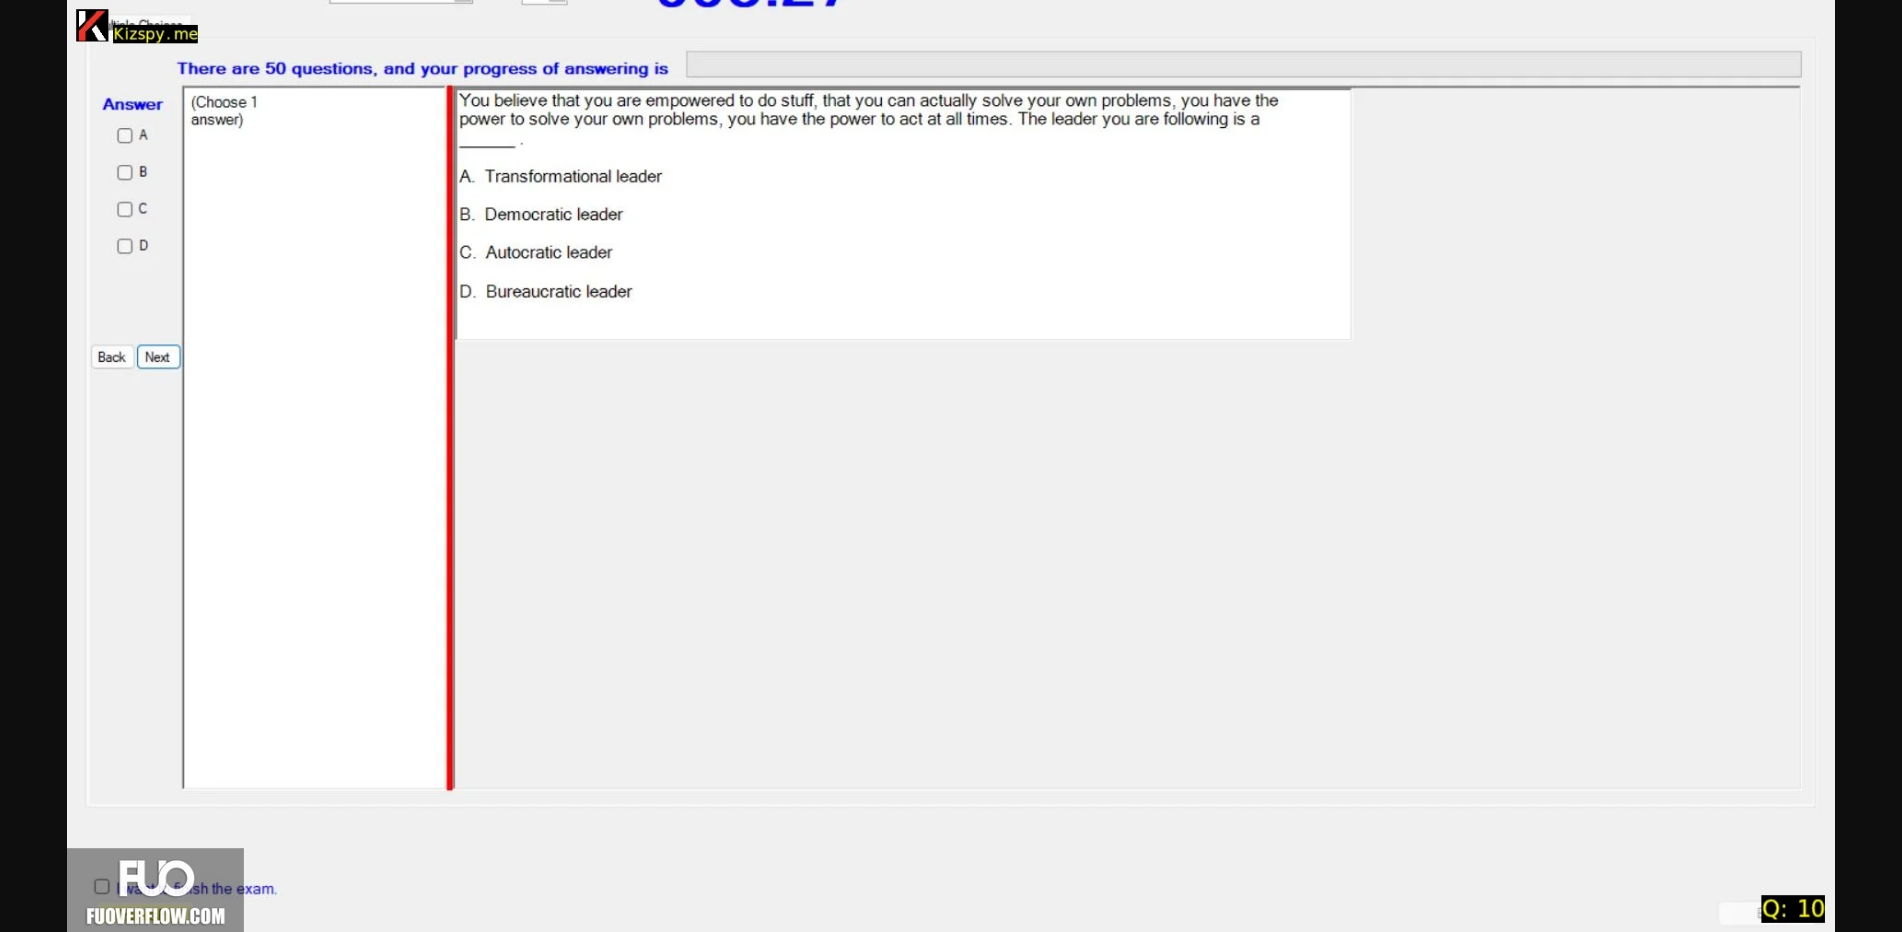 Kizspy.me
There are 50 questions, and your progress of answering is
Answer
A
B
C
D
Back Next
(Choose 1
answer)
You believe that you are empowered to do stuff, that you can actually solve your own problems, you have the
power to solve your own problems, you have the power to act at all times. The leader you are following is a
______ .
A. Transformational leader
B. Democratic leader
C. Autocratic leader
D. Bureaucratic leader
FUO
the exam.
FUOVERFLOW.COM
Q: 10